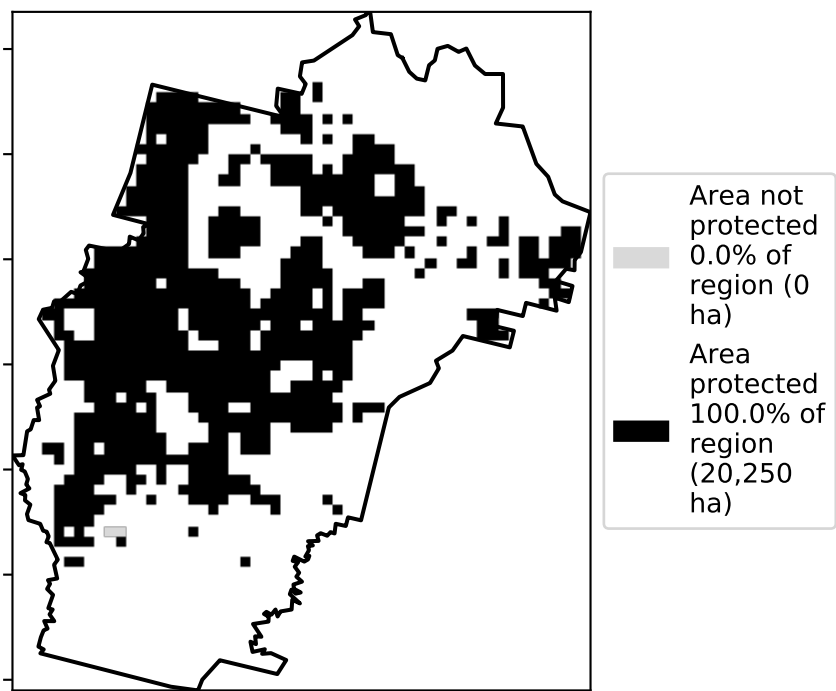 Area not
protected
0.0% of
region (0
ha)
Area
protected
100.0% of
region
(20,250
ha)